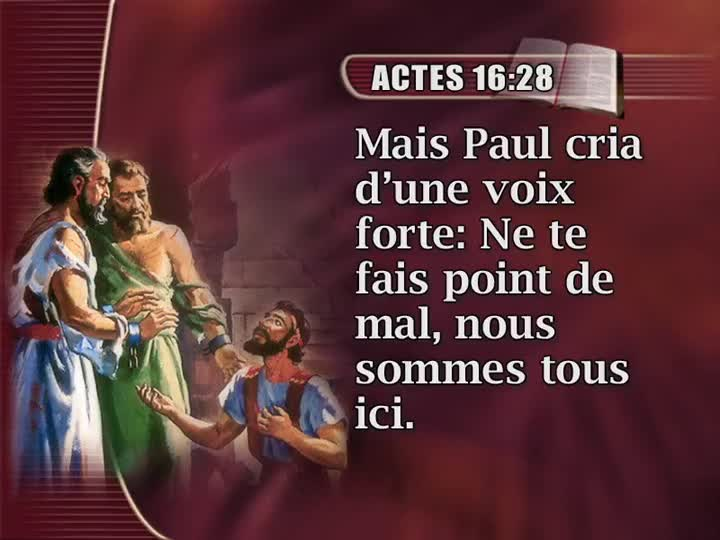 ACTES 16:28
Mais Paul cria
d’une voix
forte: Ne te
fais point de
mal, nous
sommes tous
ici.